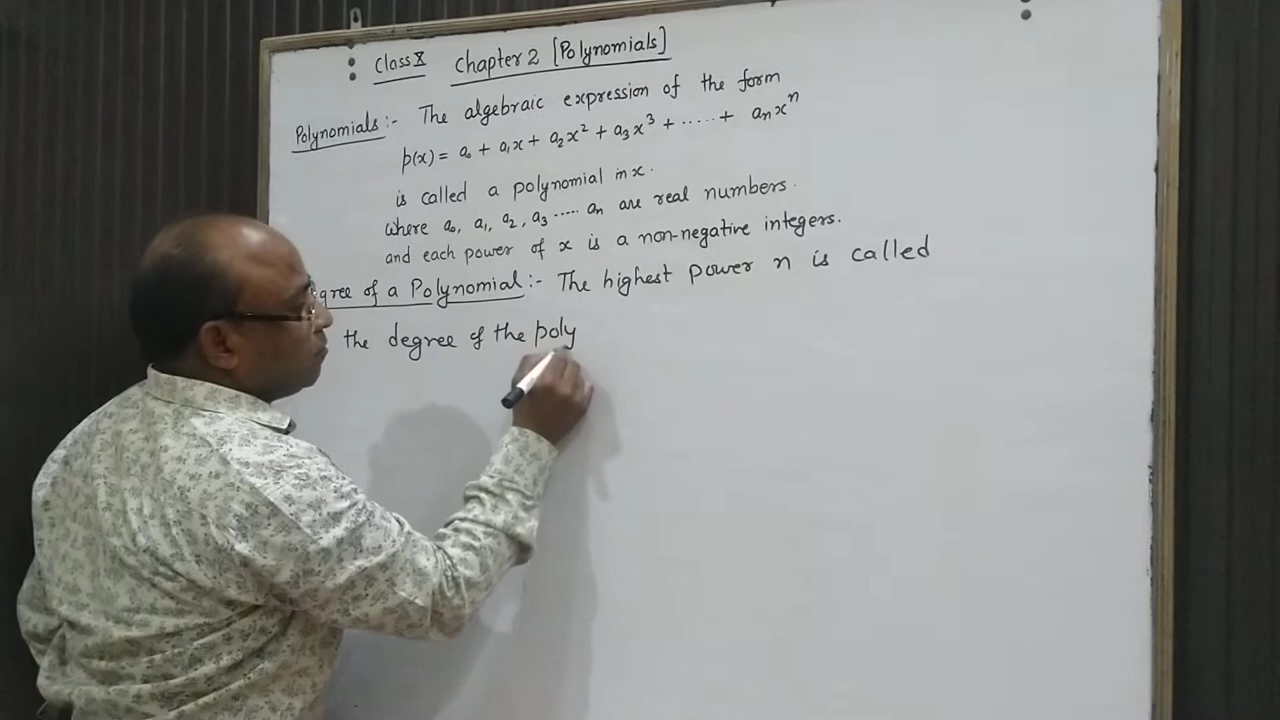 Class X Chapter 2 [Polynomials]
Polynomials :- The algebraic expression of the form
p(x) = a₀ + a₁x + a₂x² + a₃x³ + ..... + aₙxⁿ
is called a polynomial in x.
where a₀, a₁, a₂, a₃ ..... aₙ are real numbers.
and each power of x is a non-negative integers.
gree of a Polynomial :- The highest power n is called
the degree of the poly